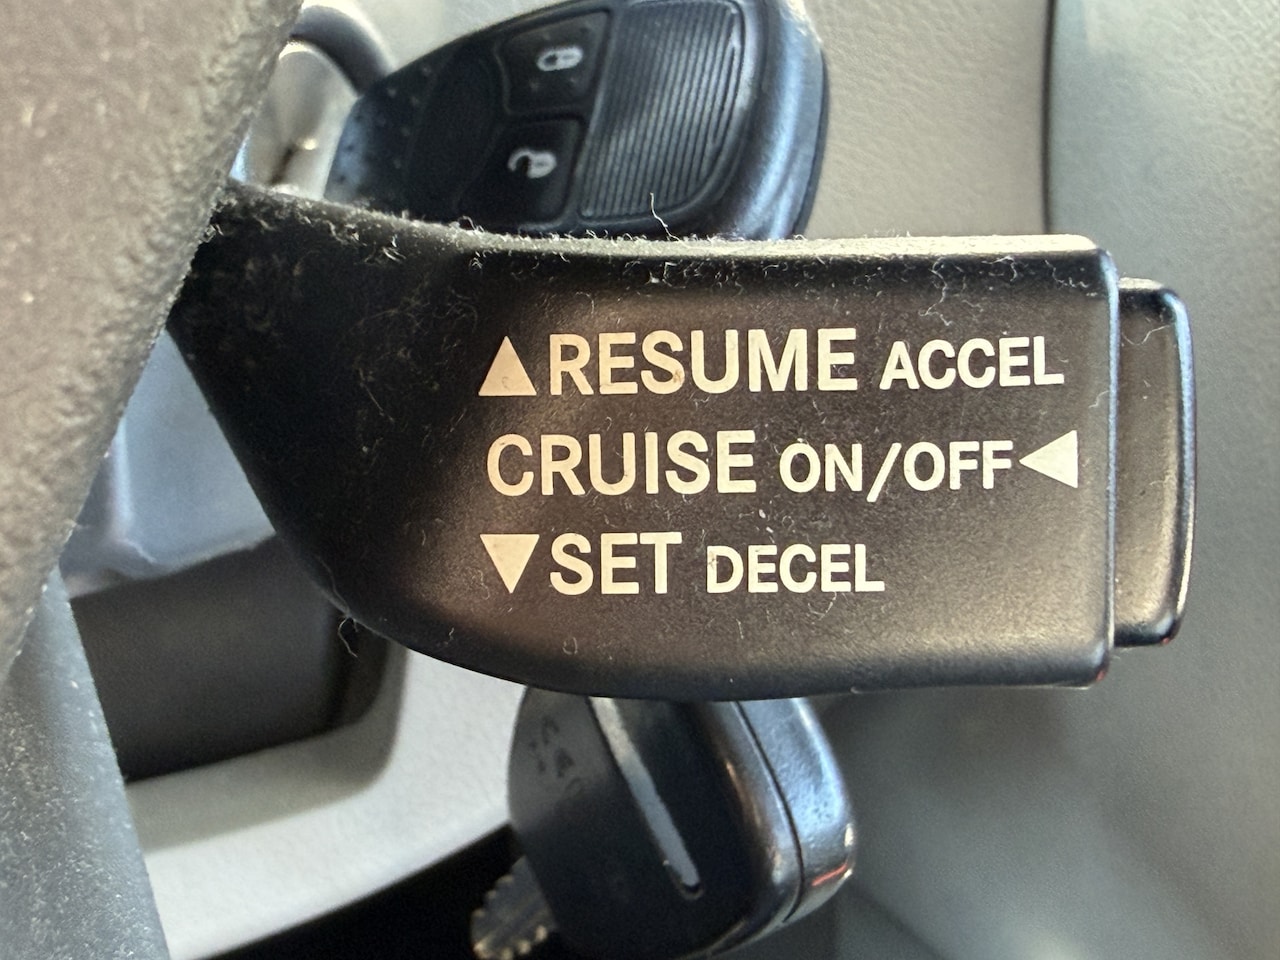 ▲RESUME ACCEL
CRUISE ON/OFF◀
▼SET DECEL